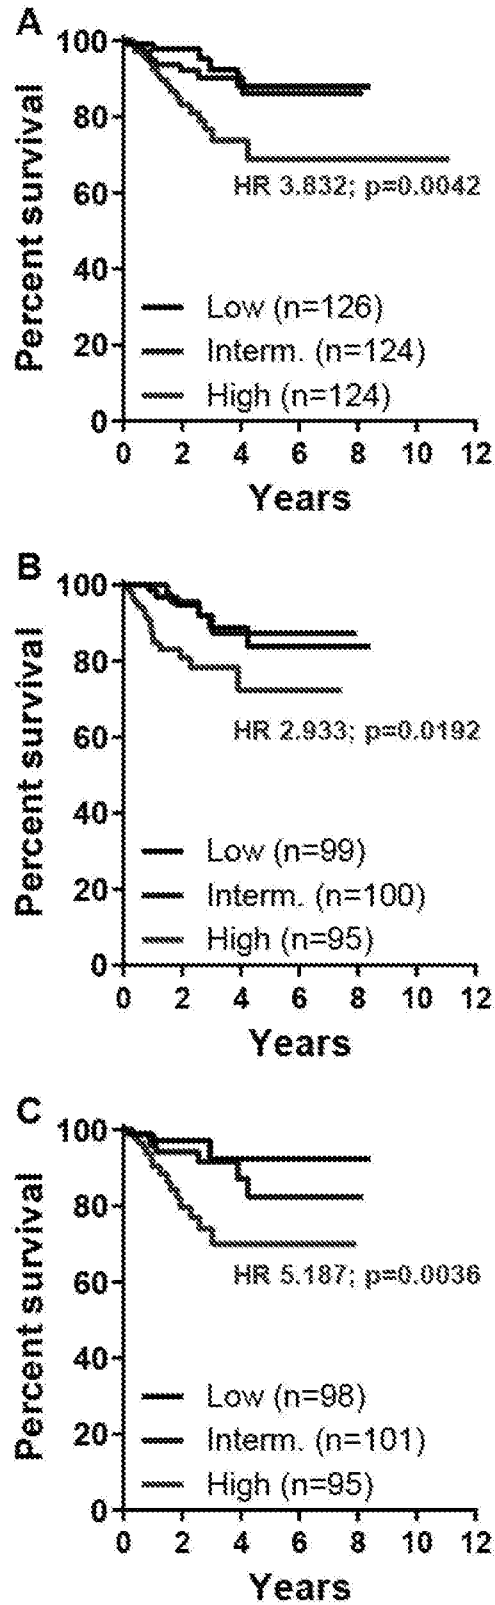 A
Percent survival
100
80
60
40
20
0
HR 3.832; p=0.0042
Low (n=126)
Interm. (n=124)
High (n=124)
0 2 4 6 8 10 12
Years
B
Percent survival
100
80
60
40
20
0
HR 2.933; p=0.0192
Low (n=99)
Interm. (n=100)
High (n=95)
0 2 4 6 8 10 12
Years
C
Percent survival
100
80
60
40
20
0
HR 5.187; p=0.0036
Low (n=98)
Interm. (n=101)
High (n=95)
0 2 4 6 8 10 12
Years